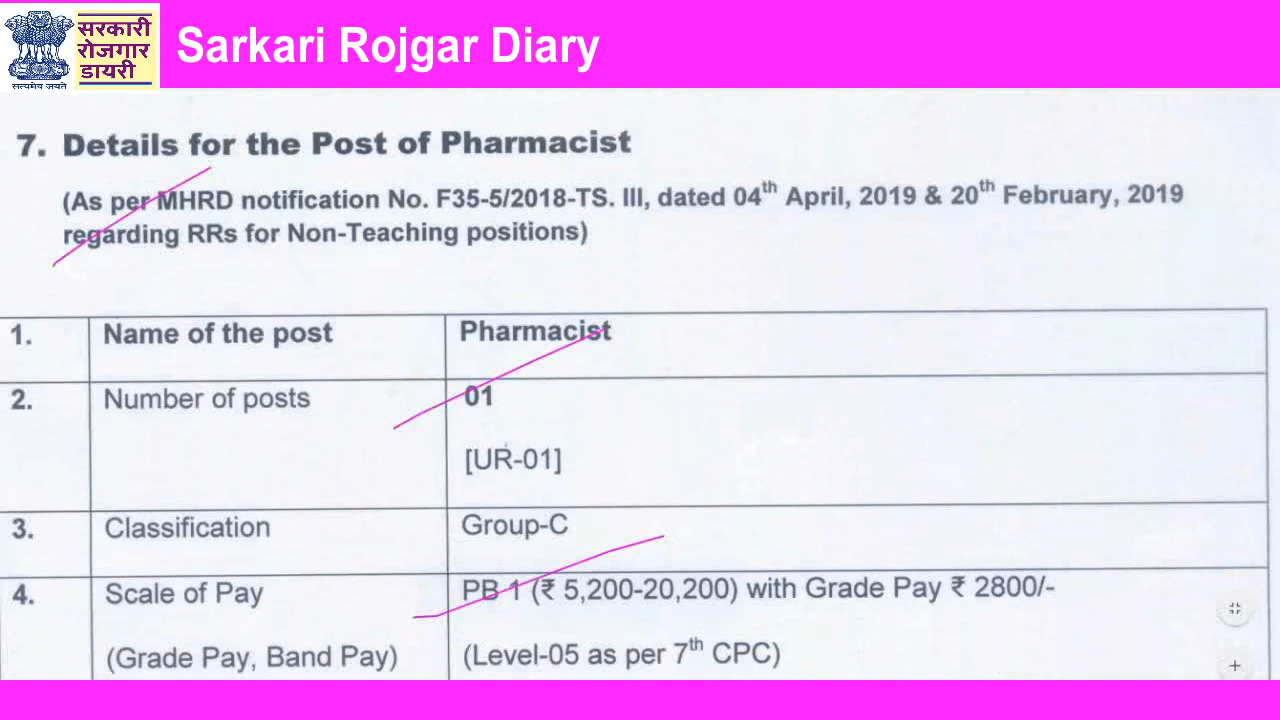 सरकारी
रोजगार
डायरी
सत्यमेव जयते
Sarkari Rojgar Diary
7. Details for the Post of Pharmacist
(As per MHRD notification No. F35-5/2018-TS. III, dated 04th April, 2019 & 20th February, 2019
regarding RRs for Non-Teaching positions)
1. Name of the post Pharmacist
2. Number of posts 01
[UR-01]
3. Classification Group-C
4. Scale of Pay PB 1 (₹ 5,200-20,200) with Grade Pay ₹ 2800/-
(Grade Pay, Band Pay) (Level-05 as per 7th CPC)